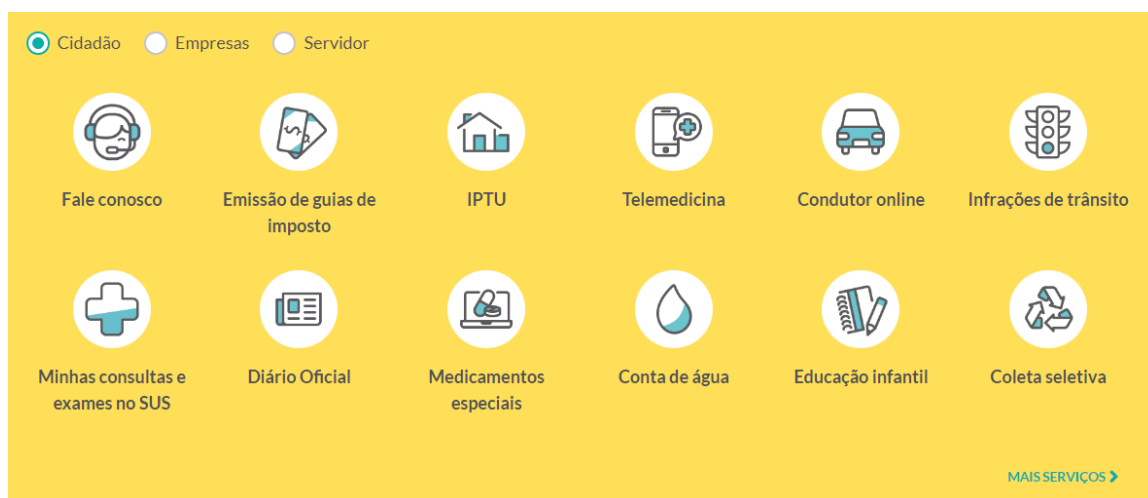 Cidadão Empresas Servidor
Fale conosco Emissão de guias de IPTU Telemedicina Condutor online Infrações de trânsito
imposto
Minhas consultas e Diário Oficial Medicamentos Conta de água Educação infantil Coleta seletiva
exames no SUS especiais
MAIS SERVIÇOS